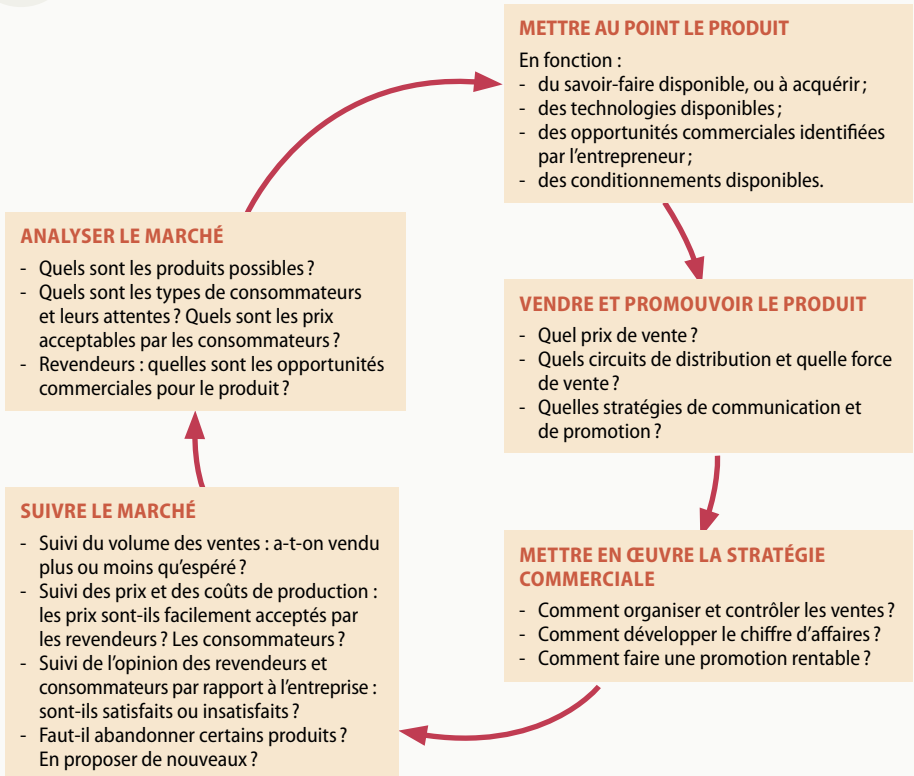 METTRE AU POINT LE PRODUIT
En fonction :
- du savoir-faire disponible, ou à acquérir ;
- des technologies disponibles ;
- des opportunités commerciales identifiées
par l'entrepreneur ;
- des conditionnements disponibles.
VENDRE ET PROMOUVOIR LE PRODUIT
- Quel prix de vente ?
- Quels circuits de distribution et quelle force
de vente ?
- Quelles stratégies de communication et
de promotion ?
METTRE EN ŒUVRE LA STRATÉGIE
COMMERCIALE
- Comment organiser et contrôler les ventes ?
- Comment développer le chiffre d'affaires ?
- Comment faire une promotion rentable ?
SUIVRE LE MARCHÉ
- Suivi du volume des ventes : a-t-on vendu
plus ou moins qu'espéré ?
- Suivi des prix et des coûts de production :
les prix sont-ils facilement acceptés par
les revendeurs ? Les consommateurs ?
- Suivi de l'opinion des revendeurs et
consommateurs par rapport à l'entreprise :
sont-ils satisfaits ou insatisfaits ?
- Faut-il abandonner certains produits ?
En proposer de nouveaux ?
ANALYSER LE MARCHÉ
- Quels sont les produits possibles ?
- Quels sont les types de consommateurs
et leurs attentes ? Quels sont les prix
acceptables par les consommateurs ?
- Revendeurs : quelles sont les opportunités
commerciales pour le produit ?